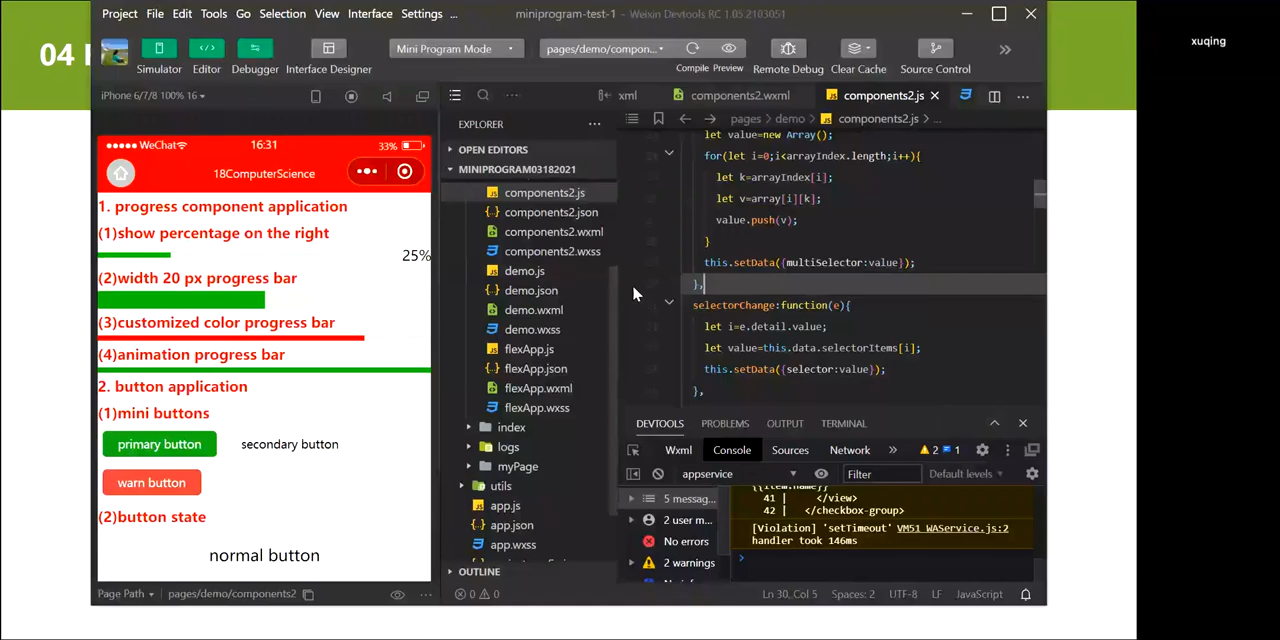 04
xuqing
Project File Edit Tools Go Selection View Interface Settings ... miniprogram-test-1 - Weixin Devtools RC 1.05.2103051
Simulator Editor Debugger Interface Designer Mini Program Mode pages/demo/compon... Compile Preview Remote Debug Clear Cache Source Control
iPhone 6/7/8 100% 16
WeChat 16:31 33%
18ComputerScience
1. progress component application
(1)show percentage on the right
25%
(2)width 20 px progress bar
(3)customized color progress bar
(4)animation progress bar
2. button application
(1)mini buttons
primary button secondary button
warn button
(2)button state
normal button
Page Path pages/demo/components2
EXPLORER
OPEN EDITORS
MINIPROGRAM03182021
components2.js
components2.json
components2.wxml
components2.wxss
demo.js
demo.json
demo.wxml
demo.wxss
flexApp.js
flexApp.json
flexApp.wxml
flexApp.wxss
index
logs
myPage
utils
app.js
app.json
app.wxss
OUTLINE
0 0
xml components2.wxml components2.js
pages demo components2.js ...
let value=new Array();
for(let i=0;i<arrayIndex.length;i++){
let k=arrayIndex[i];
let v=array[i][k];
value.push(v);
}
this.setData({multiSelector:value});
},
selectorChange:function(e){
let i=e.detail.value;
let value=this.data.selectorItems[i];
this.setData({selector:value});
},
DEVTOOLS PROBLEMS OUTPUT TERMINAL
Wxml Console Sources Network 2 1
appservice Filter Default levels
5 messag...
2 user m...
No errors
2 warnings
{{item.name}}
41 | </view>
42 | </checkbox-group>
[Violation] 'setTimeout' VM51 WAService.js:2
handler took 146ms
Ln 30, Col 5 Spaces: 2 UTF-8 LF JavaScript